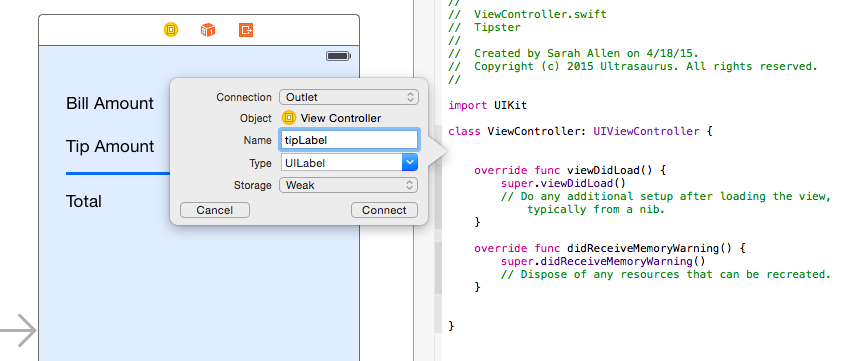 Bill Amount
Tip Amount
Total
Connection Outlet
Object View Controller
Name tipLabel
Type UILabel
Storage Weak
Cancel Connect
//
// ViewController.swift
// Tipster
//
// Created by Sarah Allen on 4/18/15.
// Copyright (c) 2015 Ultrasaurus. All rights reserved.
//
import UIKit
class ViewController: UIViewController {
override func viewDidLoad() {
super.viewDidLoad()
// Do any additional setup after loading the view,
typically from a nib.
}
override func didReceiveMemoryWarning() {
super.didReceiveMemoryWarning()
// Dispose of any resources that can be recreated.
}
}